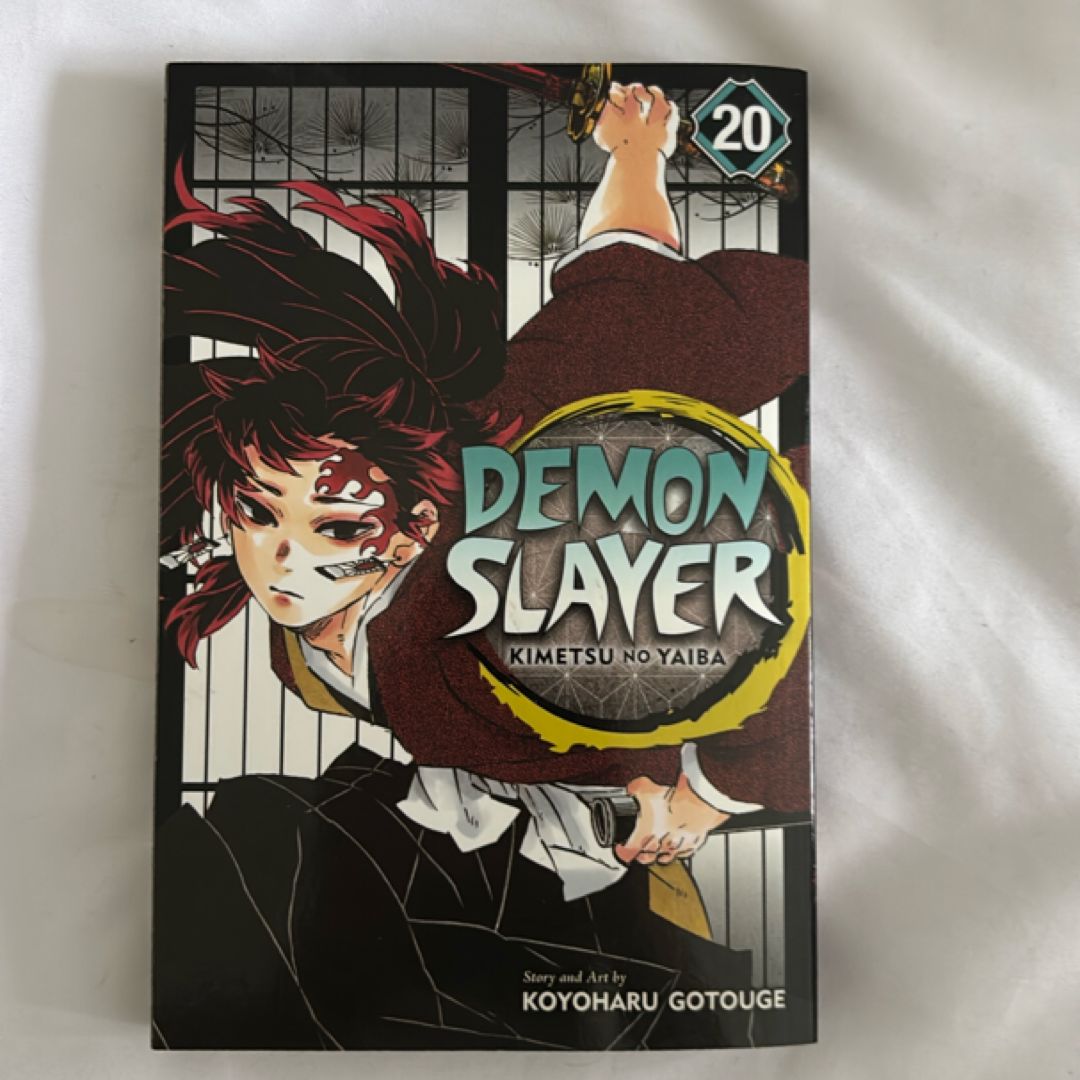 20
DEMON
SLAYER
KIMETSU NO YAIBA
Story and Art by
KOYOHARU GOTOUGE